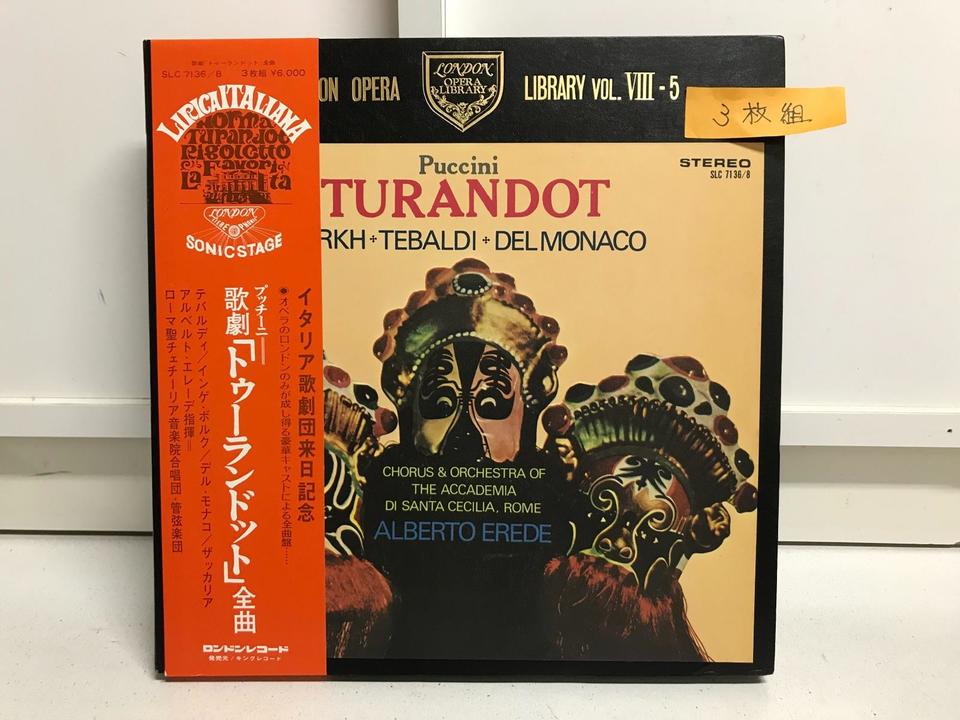 歌劇「トゥーランドット」全曲
SLC 7136/8 3枚組 ¥6,000
LIRICAITALIANA
Norma
Turandot
Rigoletto
La Favorita
LONDON
SONICSTAGE
イタリア歌劇団来日記念
●オペラのロンドンのみが成し得る豪華キャストによる全曲盤……
プッチーニ＝
歌劇「トゥーランドット」全曲
テバルディ／インゲ・ボルク／デル・モナコ／ザッカリア
アルベルト・エレーデ指揮＝
ローマ聖チェチーリア音楽院合唱団・管弦楽団
ロンドンレコード
発売元／キングレコード
ON OPERA
LONDON
OPERA
LIBRARY
LIBRARY VOL. VIII-5
3枚組
Puccini
STEREO
SLC 7136/8
TURANDOT
RKH✦TEBALDI✦DEL MONACO
CHORUS & ORCHESTRA OF
THE ACCADEMIA
DI SANTA CECILIA, ROME
ALBERTO EREDE